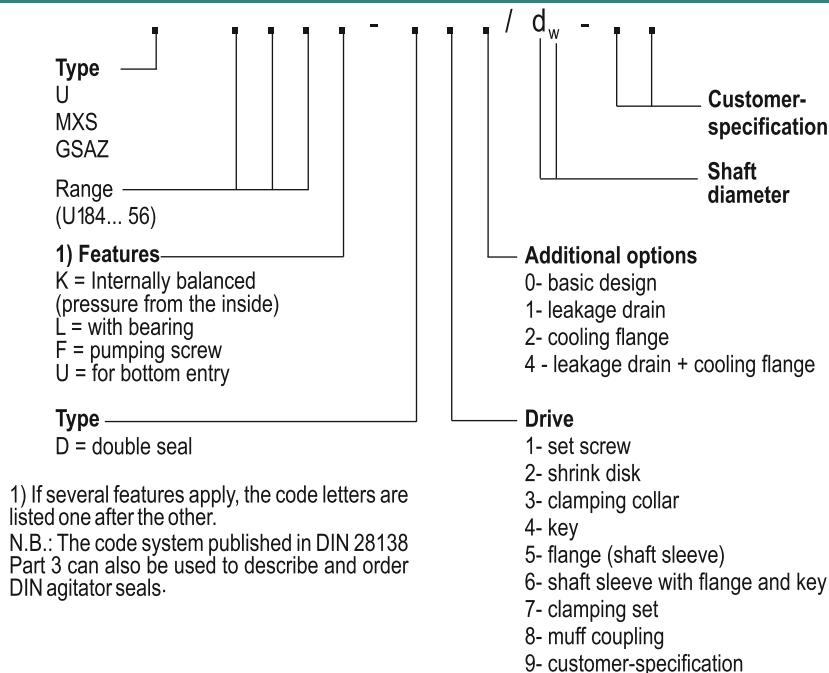 - / dw -
Type
U
MXS
GSAZ
Range
(U184... 56)
1) Features
K = Internally balanced
(pressure from the inside)
L = with bearing
F = pumping screw
U = for bottom entry
Type
D = double seal
1) If several features apply, the code letters are
listed one after the other.
N.B.: The code system published in DIN 28138
Part 3 can also be used to describe and order
DIN agitator seals.
Customer-
specification
Shaft
diameter
Additional options
0- basic design
1- leakage drain
2- cooling flange
4 - leakage drain + cooling flange
Drive
1- set screw
2- shrink disk
3- clamping collar
4- key
5- flange (shaft sleeve)
6- shaft sleeve with flange and key
7- clamping set
8- muff coupling
9- customer-specification